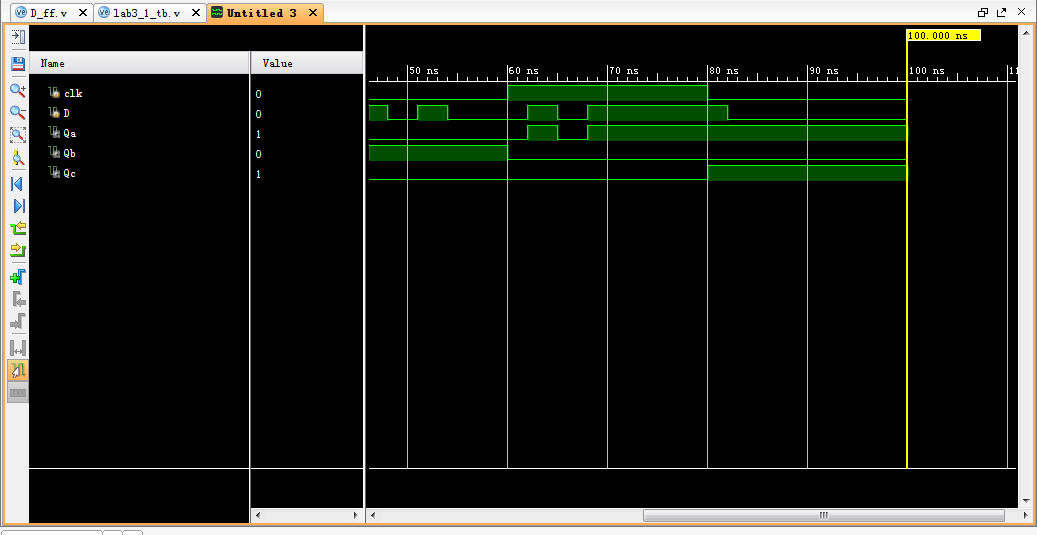 D_ff.v lab3_1_tb.v Untitled 3
100.000 ns
Name Value
50 ns 60 ns 70 ns 80 ns 90 ns 100 ns 11
clk 0
D 0
Qa 1
Qb 0
Qc 1